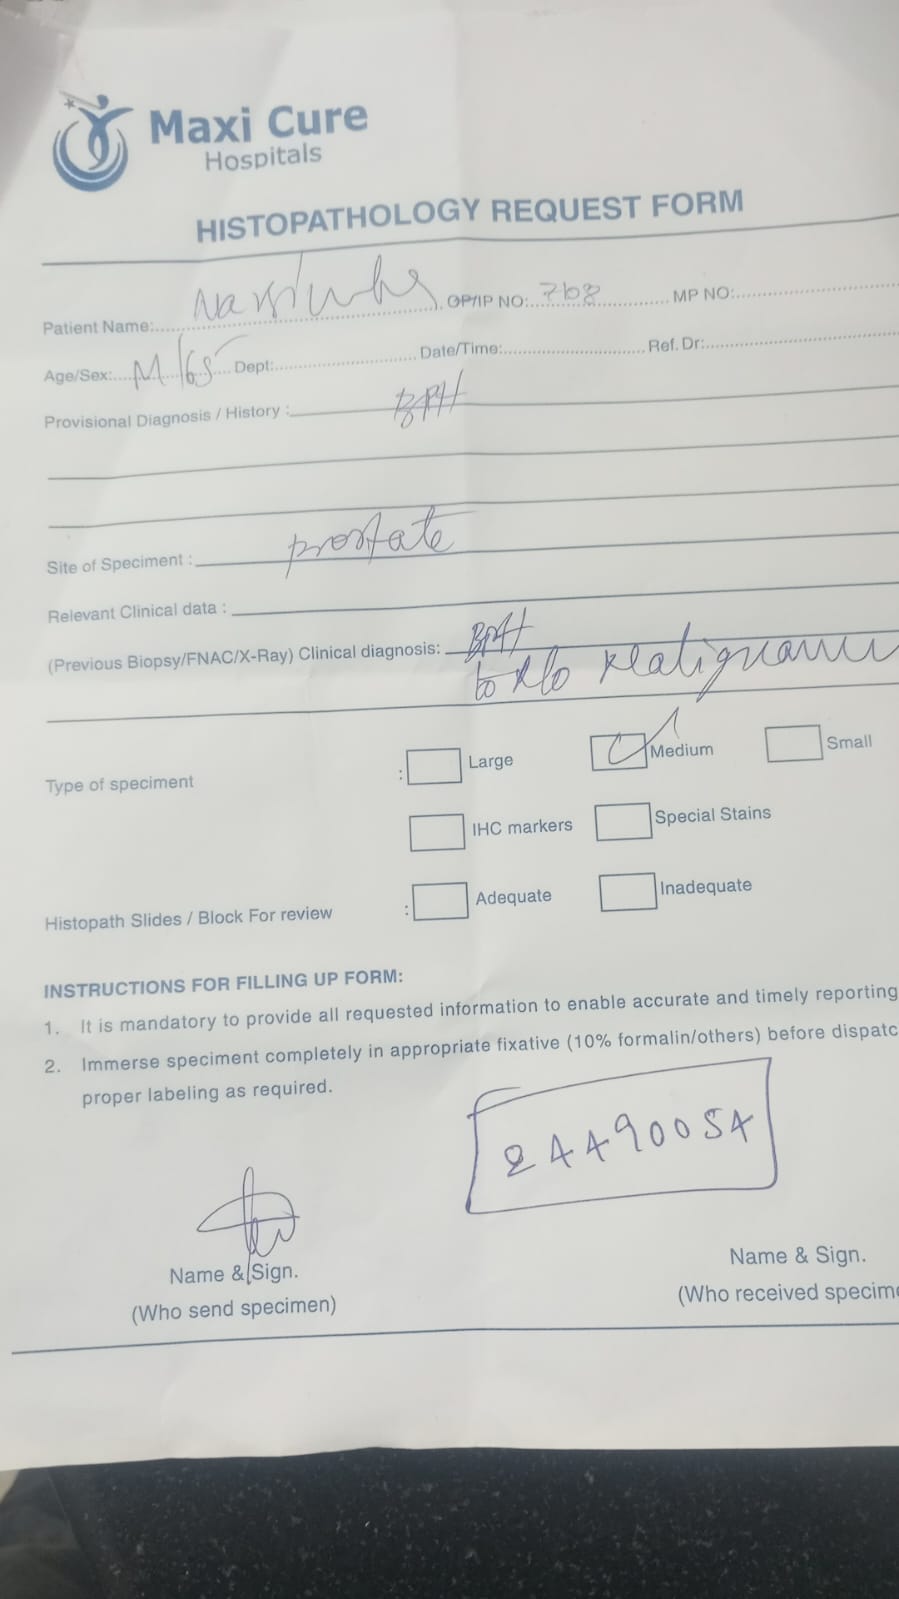 Maxi Cure
Hospitals
HISTOPATHOLOGY REQUEST FORM
Patient Name: OP/IP NO: 768 MP NO:
Age/Sex: M/65 Dept: Date/Time: Ref. Dr:
Provisional Diagnosis / History : BPH
Site of Speciment : prostate
Relevant Clinical data :
(Previous Biopsy/FNAC/X-Ray) Clinical diagnosis: BPH
to R/o
Type of speciment : Large Medium Small
IHC markers Special Stains
Histopath Slides / Block For review : Adequate Inadequate
INSTRUCTIONS FOR FILLING UP FORM:
1. It is mandatory to provide all requested information to enable accurate and timely reporting
2. Immerse speciment completely in appropriate fixative (10% formalin/others) before dispatc
proper labeling as required.
24490054
Name & Sign. Name & Sign.
(Who send specimen) (Who received specim